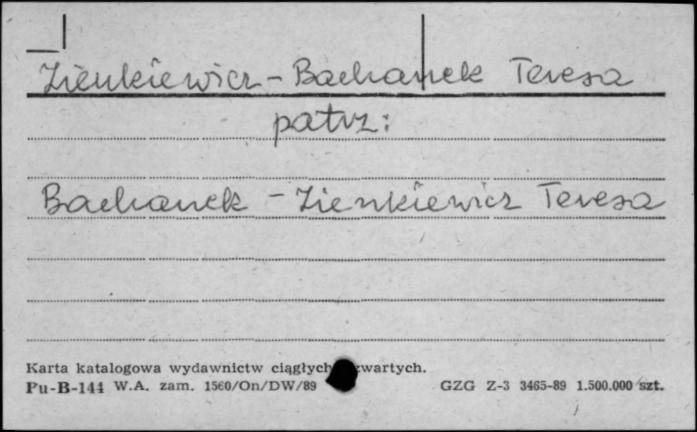 Zienkiewicz - Bachanek Teresa
patrz:
Bachanek - Zienkiewicz Teresa
Karta katalogowa wydawnictw ciągłych zwartych.
Pu-B-144 W.A. zam. 1560/On/DW/89 GZG Z-3 3465-89 1.500.000 szt.